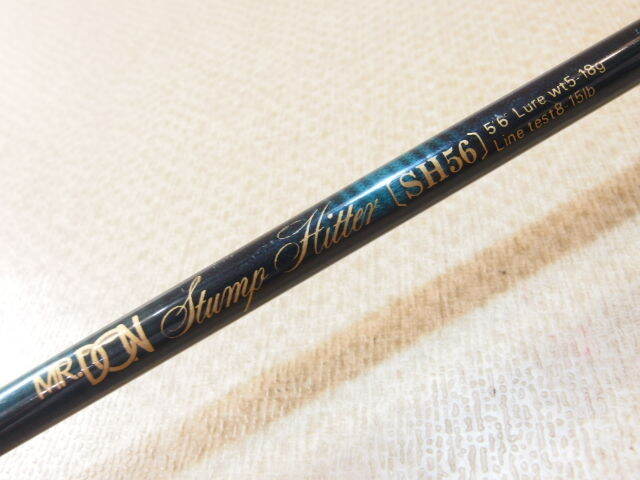 MR.DON Stump Hitter [SH56]
5'6 Lure wt5-18g
Line test8-15lb